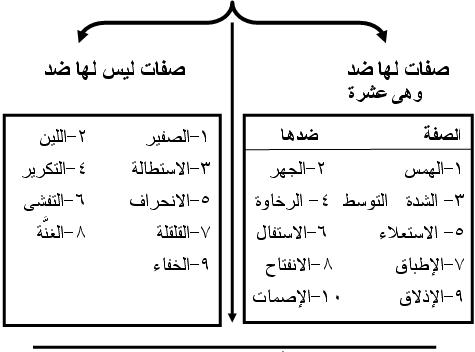 صفات لها ضد
وهى عشرة
الصفة ضدها
١-الهمس ٢-الجهر
٣- الشدة التوسط ٤- الرخاوة
٥- الاستعلاء ٦-الاستفال
٧-الإطباق ٨-الانفتاح
٩-الإذلاق ١٠-الإصمات
صفات ليس لها ضد
١-الصفير ٢-اللين
٣-الاستطالة ٤-التكرير
٥-الانحراف ٦-التفشى
٧-القلقلة ٨-الغنَّة
٩-الخفاء